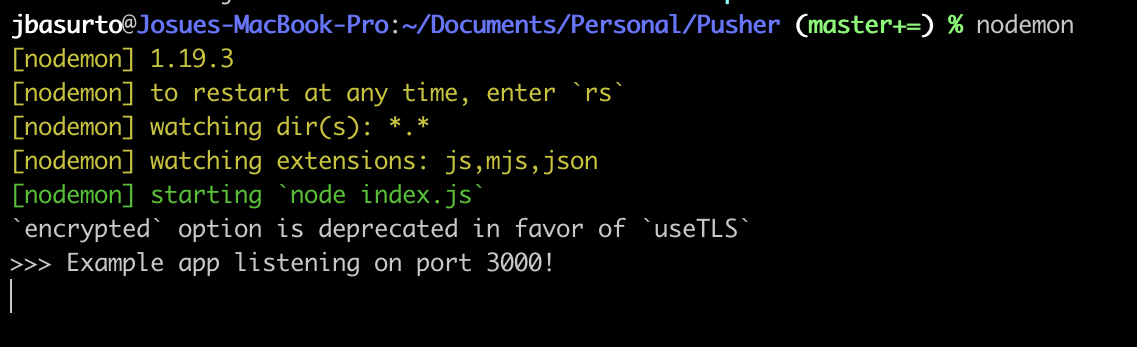 jbasurto@Josues-MacBook-Pro:~/Documents/Personal/Pusher (master+=) % nodemon
[nodemon] 1.19.3
[nodemon] to restart at any time, enter `rs`
[nodemon] watching dir(s): *.*
[nodemon] watching extensions: js,mjs,json
[nodemon] starting `node index.js`
`encrypted` option is deprecated in favor of `useTLS`
>>> Example app listening on port 3000!